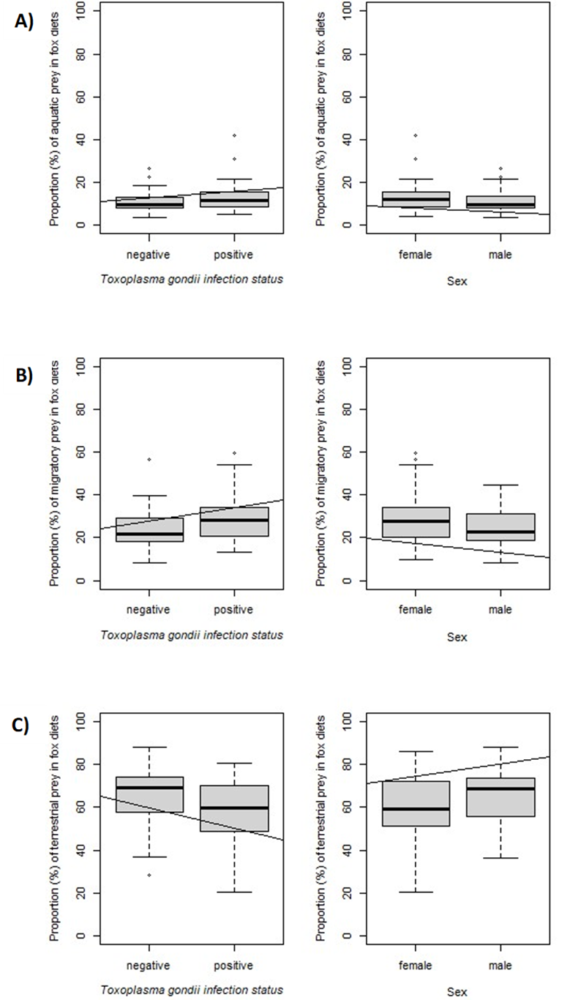 A)
Proportion (%) of aquatic prey in fox diets
100
80
60
40
20
0
negative positive
Toxoplasma gondii infection status
Proportion (%) of aquatic prey in fox diets
100
80
60
40
20
0
female male
Sex
B)
Proportion (%) of migratory prey in fox diets
100
80
60
40
20
0
negative positive
Toxoplasma gondii infection status
Proportion (%) of migratory prey in fox diets
100
80
60
40
20
0
female male
Sex
C)
Proportion (%) of terrestrial prey in fox diets
100
80
60
40
20
0
negative positive
Toxoplasma gondii infection status
Proportion (%) of terrestrial prey in fox diets
100
80
60
40
20
0
female male
Sex